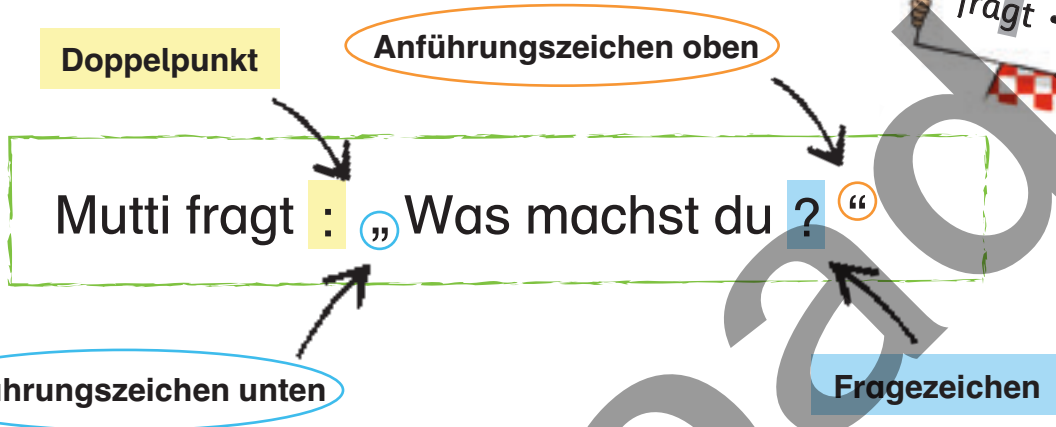 fragt
Doppelpunkt
Anführungszeichen oben
Mutti fragt : „ Was machst du ? “
ührungszeichen unten
Fragezeichen